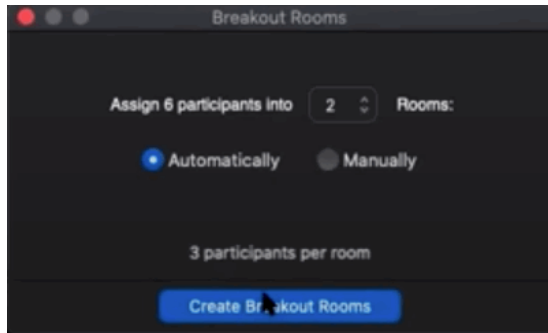 Breakout Rooms
Assign 6 participants into 2 Rooms:
Automatically Manually
3 participants per room
Create Breakout Rooms